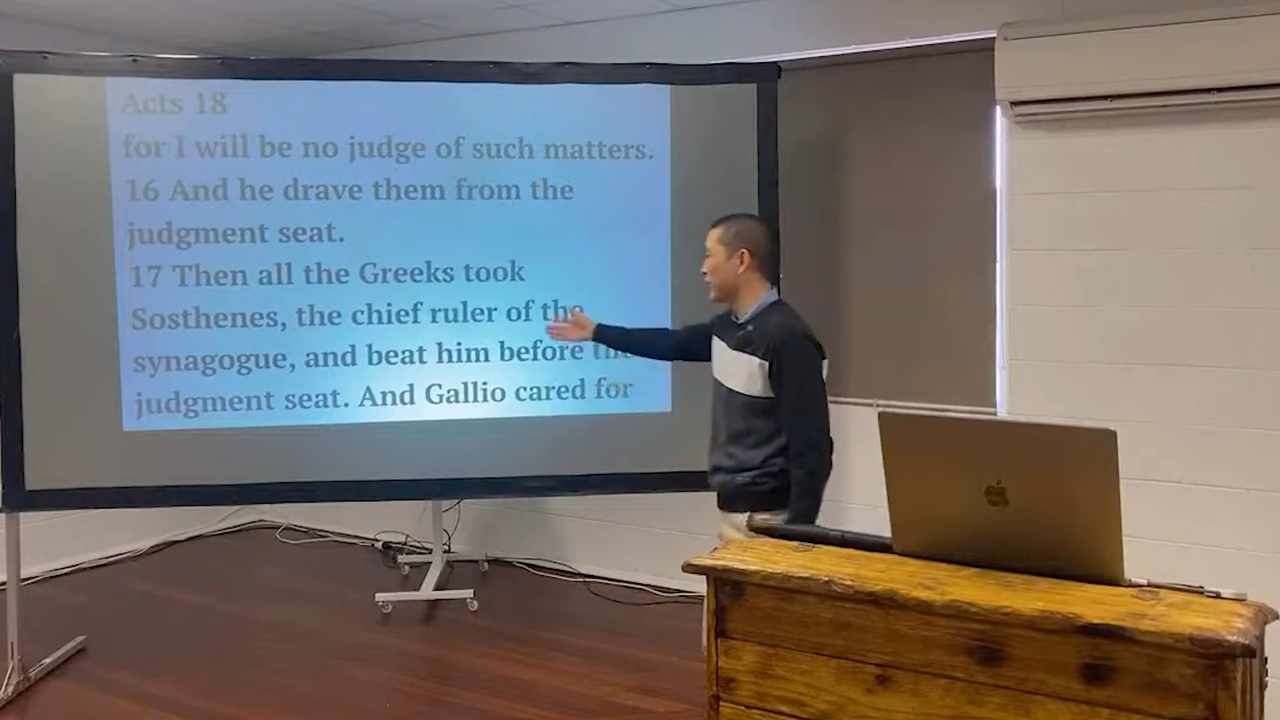 Acts 18
for I will be no judge of such matters.
16 And he drave them from the
judgment seat.
17 Then all the Greeks took
Sosthenes, the chief ruler of the
synagogue, and beat him before
judgment seat. And Gallio cared for